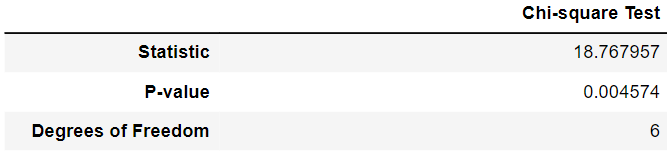 Chi-square Test
Statistic 18.767957
P-value 0.004574
Degrees of Freedom 6